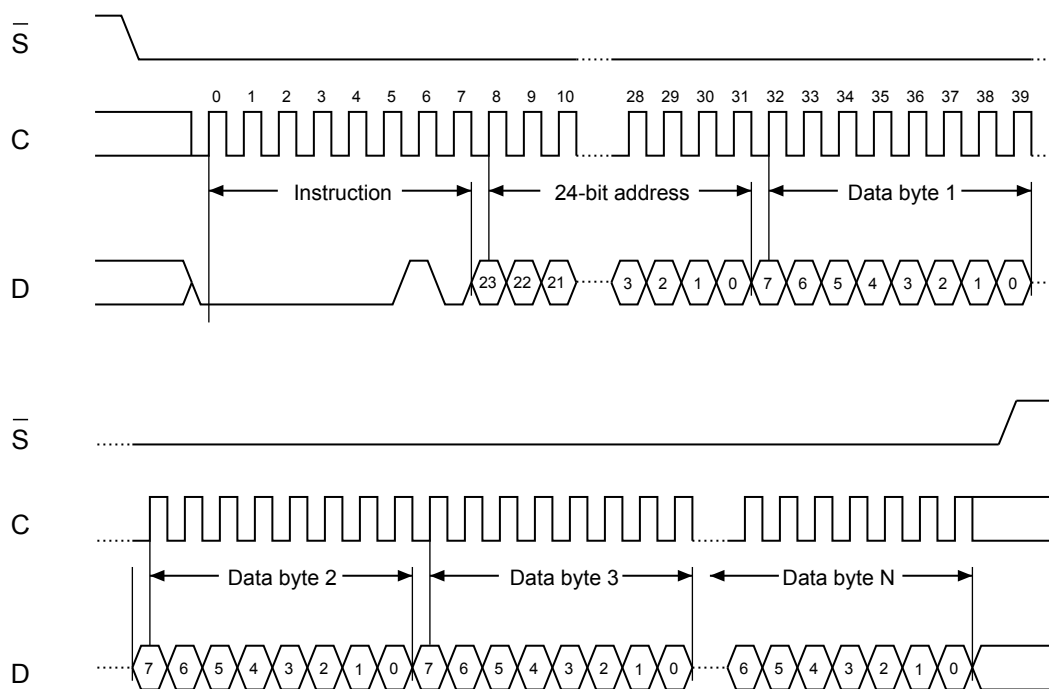 S̅
0 1 2 3 4 5 6 7 8 9 10 28 29 30 31 32 33 34 35 36 37 38 39
C
Instruction 24-bit address Data byte 1
D 23 22 21 3 2 1 0 7 6 5 4 3 2 1 0
S̅
C
Data byte 2 Data byte 3 Data byte N
D 7 6 5 4 3 2 1 0 7 6 5 4 3 2 1 0 6 5 4 3 2 1 0